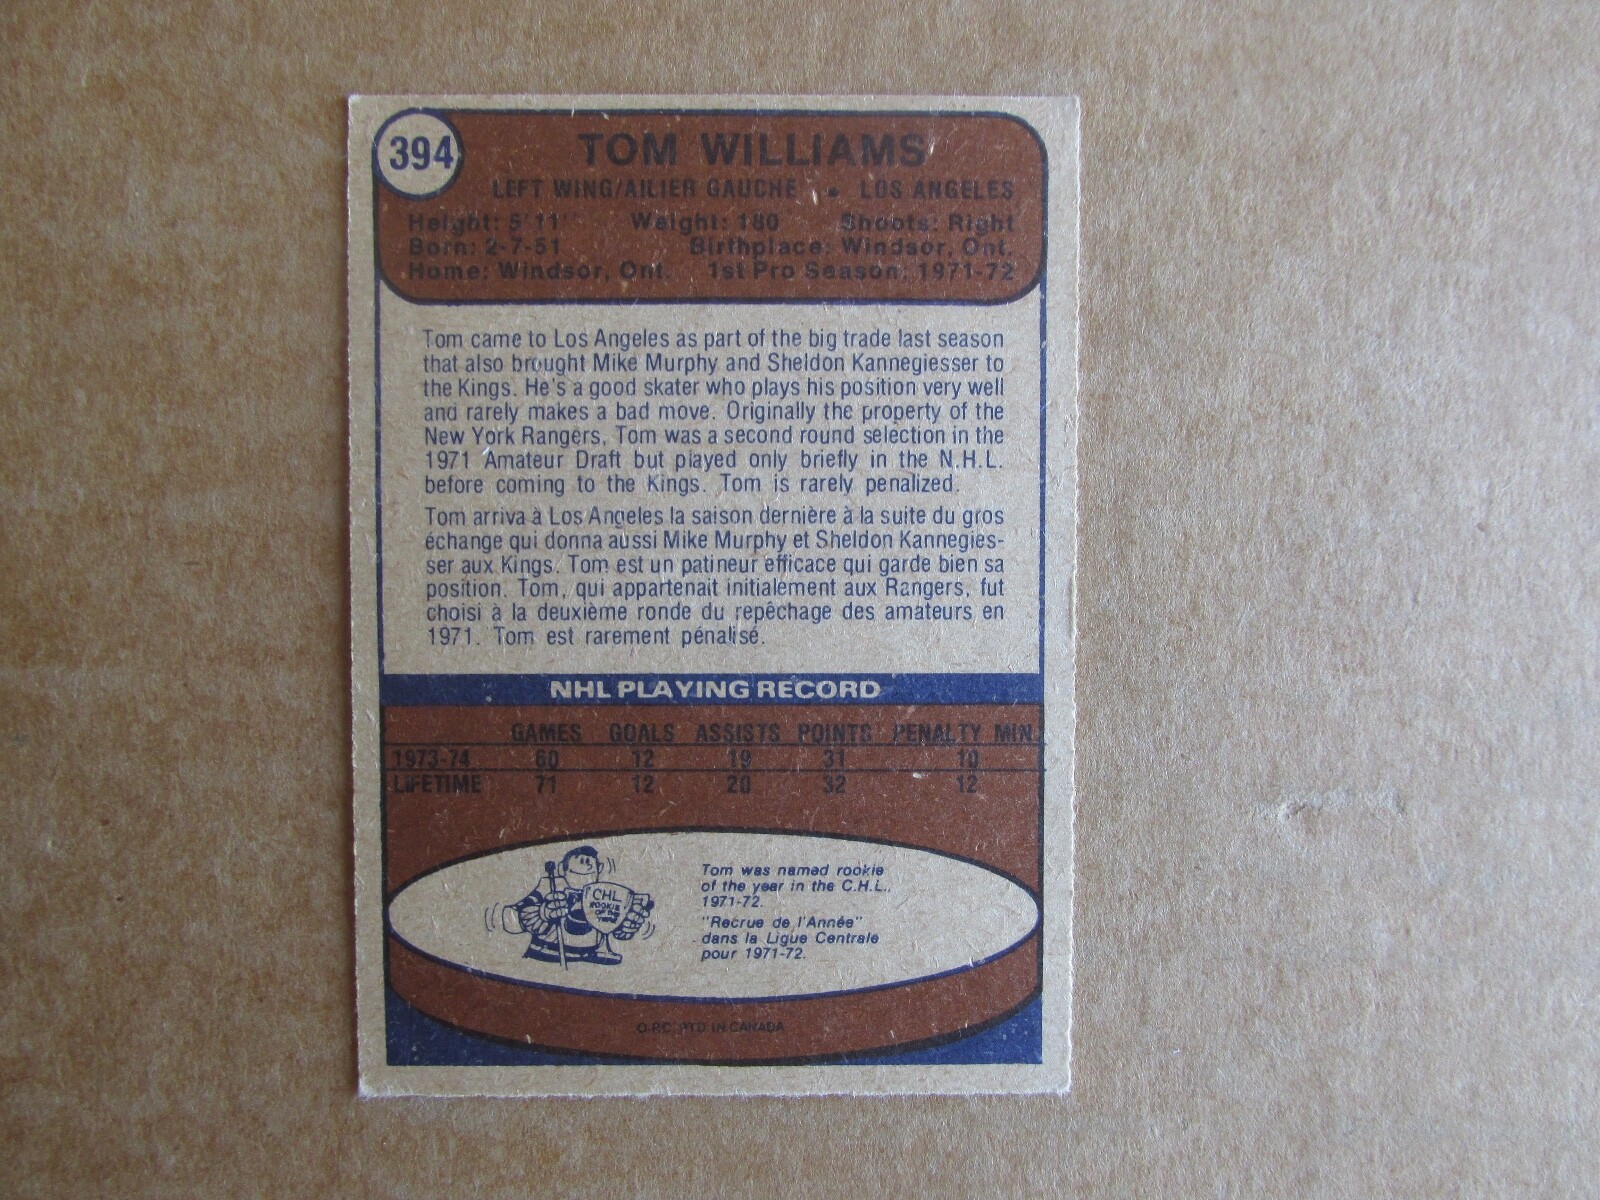 394
TOM WILLIAMS
LEFT WING/AILIER GAUCHE • LOS ANGELES
Height: 5'11" Weight: 180 Shoots: Right
Born: 2-7-51 Birthplace: Windsor, Ont.
Home: Windsor, Ont. 1st Pro Season: 1971-72
Tom came to Los Angeles as part of the big trade last season
that also brought Mike Murphy and Sheldon Kannegiesser to
the Kings. He's a good skater who plays his position very well
and rarely makes a bad move. Originally the property of the
New York Rangers, Tom was a second round selection in the
1971 Amateur Draft but played only briefly in the N.H.L.
before coming to the Kings. Tom is rarely penalized.
Tom arriva à Los Angeles la saison dernière à la suite du gros
échange qui donna aussi Mike Murphy et Sheldon Kannegies-
ser aux Kings. Tom est un patineur efficace qui garde bien sa
position. Tom, qui appartenait initialement aux Rangers, fut
choisi à la deuxième ronde du repêchage des amateurs en
1971. Tom est rarement pénalisé.
NHL PLAYING RECORD
GAMES GOALS ASSISTS POINTS PENALTY MIN.
1973-74 60 12 19 31 10
LIFETIME 71 12 20 32 12
CHL
ROOKIE
OF THE
YEAR
Tom was named rookie
of the year in the C.H.L.,
1971-72.
"Recrue de l'Année"
dans la Ligue Centrale
pour 1971-72.
O-P.C. PTD IN CANADA